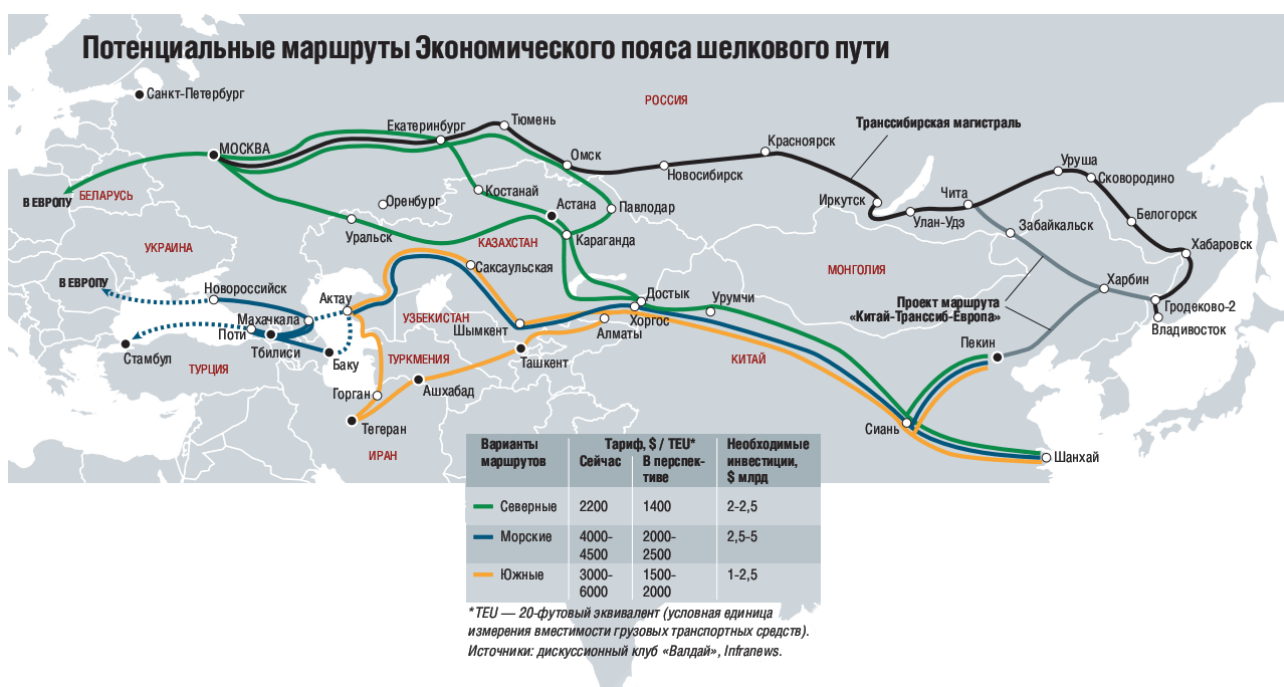 Потенциальные маршруты Экономического пояса шелкового пути
Санкт-Петербург
РОССИЯ
Тюмень
Екатеринбург
Транссибирская магистраль
Красноярск
МОСКВА
Омск
Новосибирск
Уруша
Сковородино
БЕЛАРУСЬ
В ЕВРОПУ
Костанай
Оренбург
Астана
Павлодар
Иркутск
Чита
Улан-Удэ
Белогорск
Забайкальск
Уральск
КАЗАХСТАН
Караганда
УКРАИНА
Хабаровск
Саксаульская
МОНГОЛИЯ
В ЕВРОПУ
Новороссийск
Харбин
Актау
Достык
Урумчи
Проект маршрута
«Китай-Транссиб-Европа»
Гродеково-2
Махачкала
УЗБЕКИСТАН
Хоргос
Шымкент
Алматы
Владивосток
Поти
Тбилиси
Пекин
Стамбул
ТУРЦИЯ
Баку
ТУРКМЕНИЯ
Ташкент
КИТАЙ
Горган
Ашхабад
Тегеран
Сиань
ИРАН
Шанхай
Варианты маршрутов
Тариф, $ / TEU*
Необходимые инвестиции, $ млрд
Сейчас
В перспек-
тиве
Северные 2200 1400 2-2,5
Морские 4000-4500 2000-2500 2,5-5
Южные 3000-6000 1500-2000 1-2,5
*TEU — 20-футовый эквивалент (условная единица
измерения вместимости грузовых транспортных средств).
Источники: дискуссионный клуб «Валдай», Infranews.